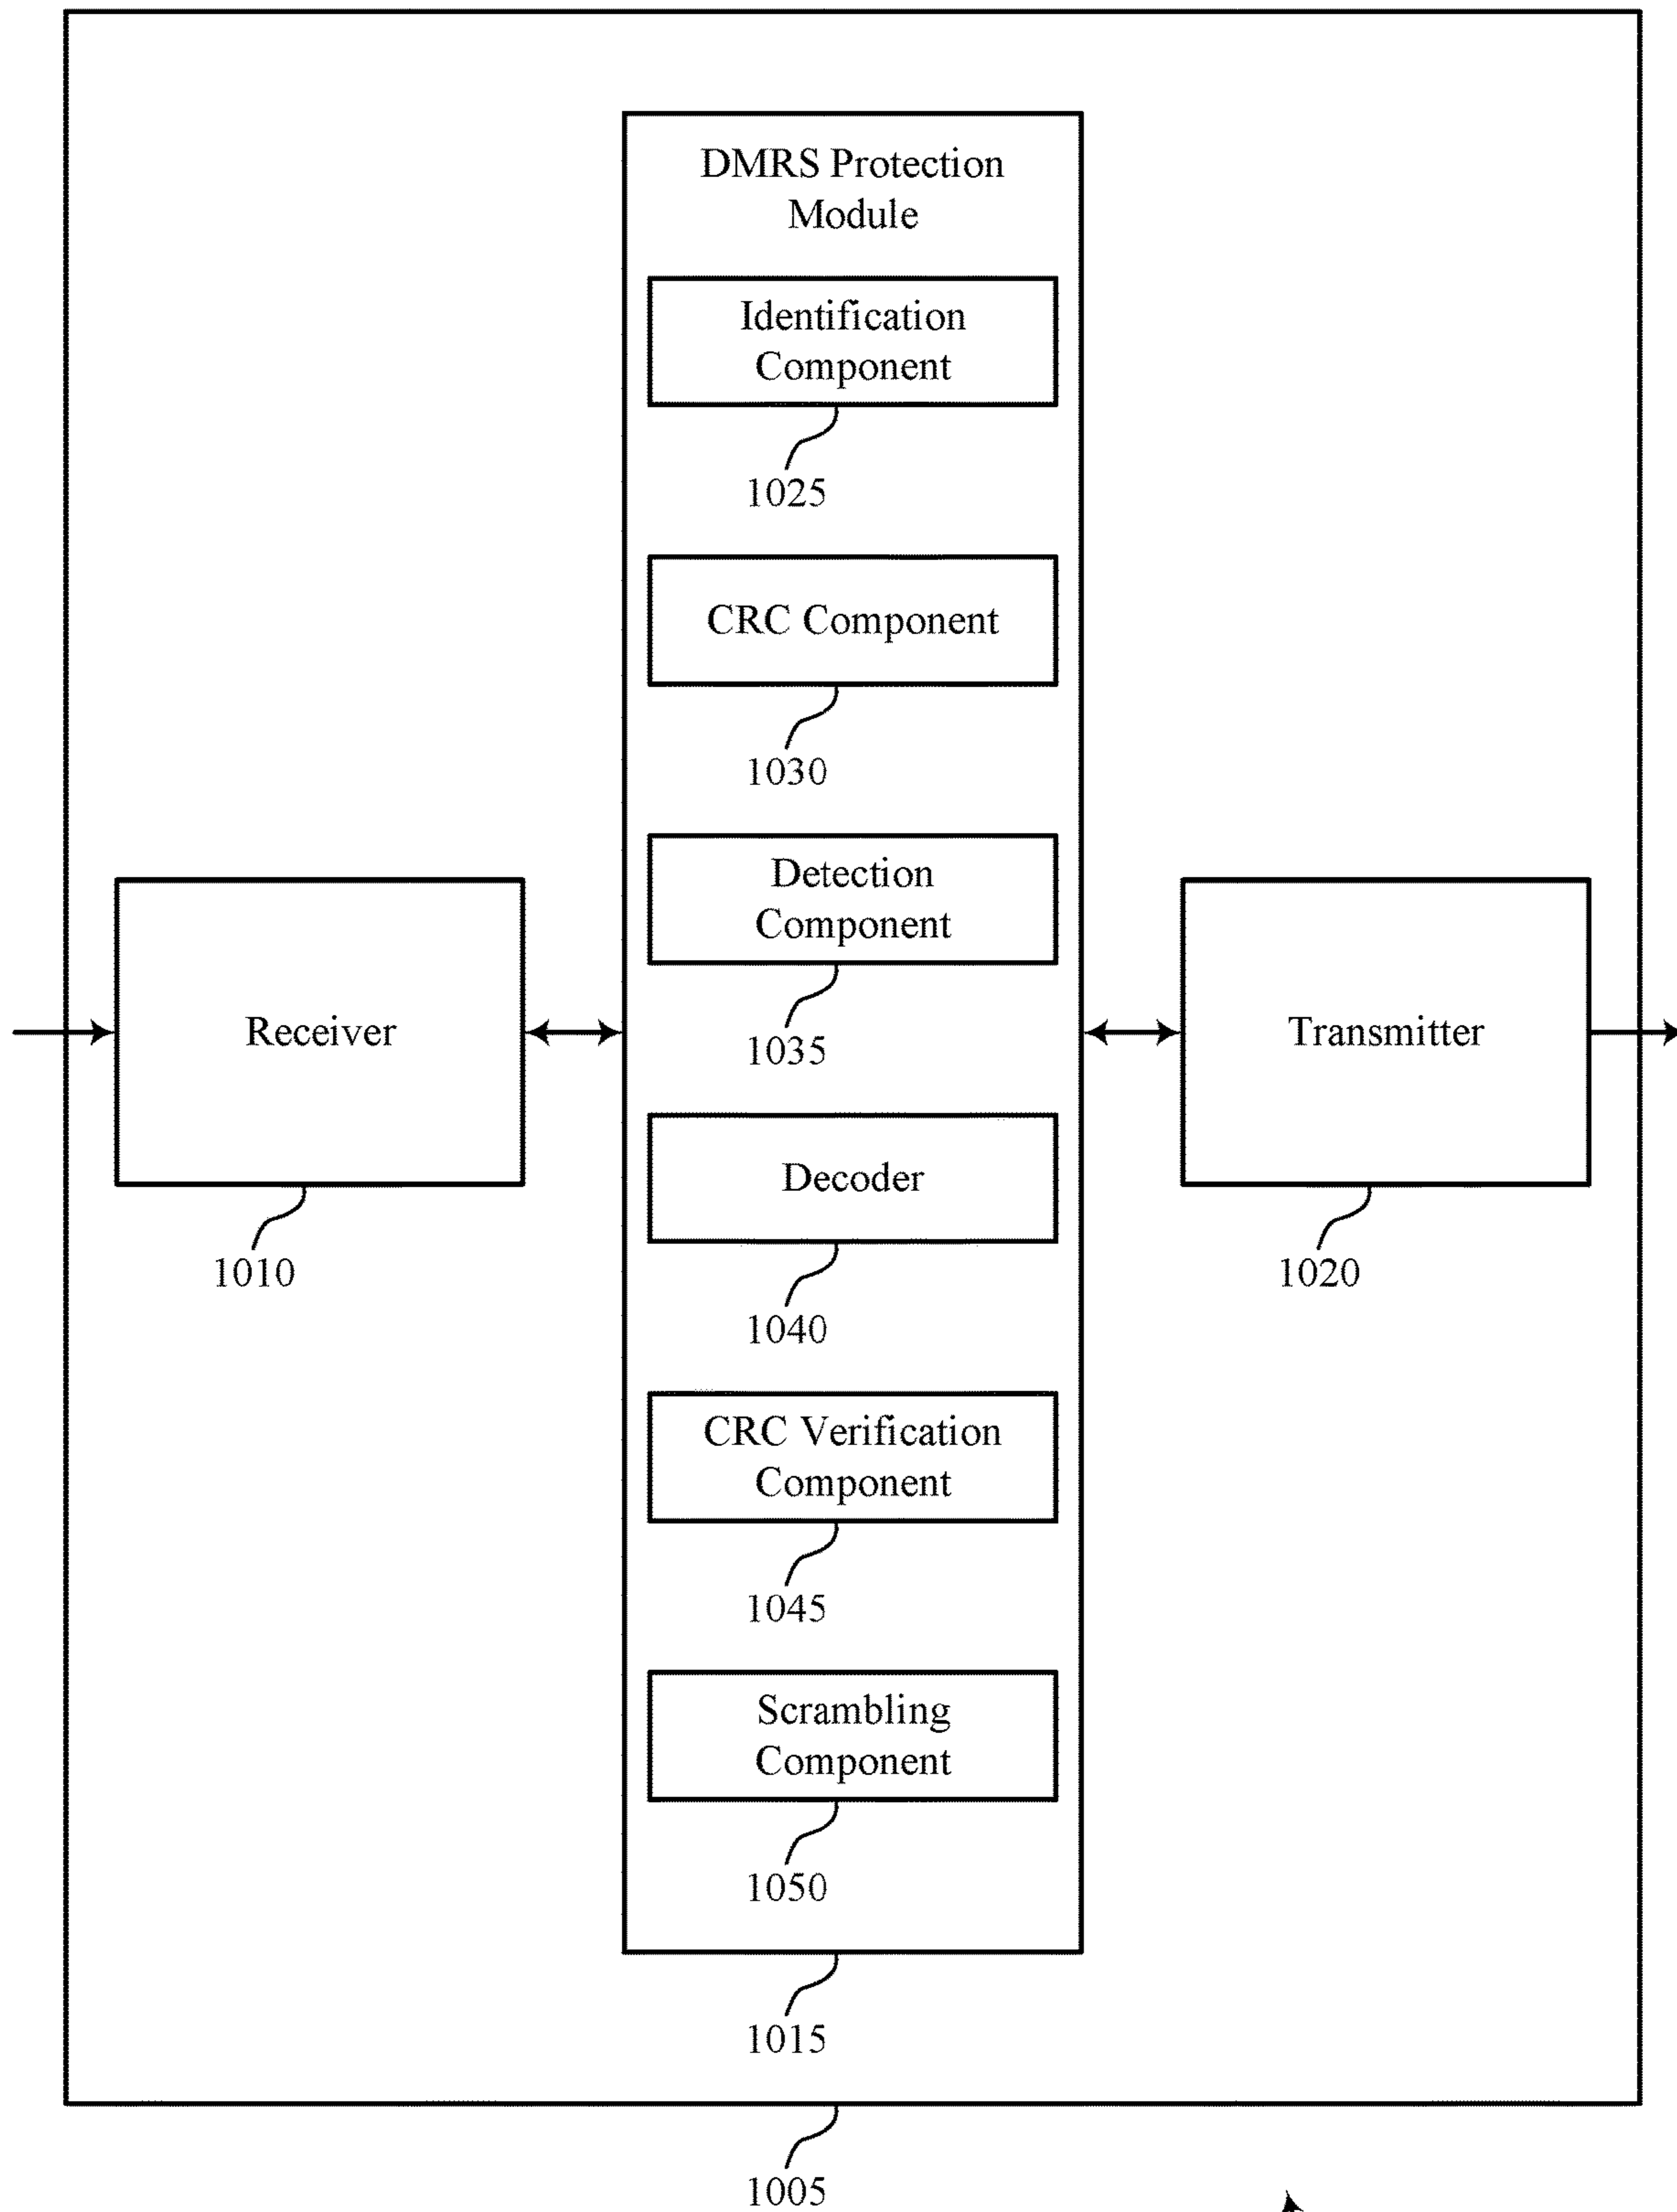 DMRS Protection
Module
Identification
Component
1025
CRC Component
1030
Detection
Component
1035
Receiver
1010
Transmitter
1020
Decoder
1040
CRC Verification
Component
1045
Scrambling
Component
1050
1015
1005